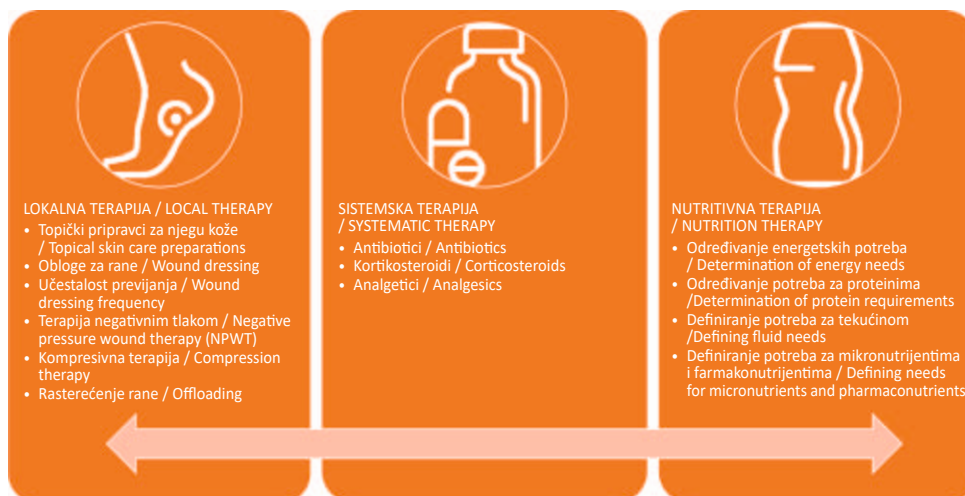 LOKALNA TERAPIJA / LOCAL THERAPY
• Topički pripravci za njegu kože
/ Topical skin care preparations
• Obloge za rane / Wound dressing
• Učestalost previjanja / Wound
dressing frequency
• Terapija negativnim tlakom / Negative
pressure wound therapy (NPWT)
• Kompresivna terapija / Compression
therapy
• Rasterećenje rane / Offloading
SISTEMSKA TERAPIJA
/ SYSTEMATIC THERAPY
• Antibiotici / Antibiotics
• Kortikosteroidi / Corticosteroids
• Analgetici / Analgesics
NUTRITIVNA TERAPIJA
/ NUTRITION THERAPY
• Određivanje energetskih potreba
/ Determination of energy needs
• Određivanje potreba za proteinima
/Determination of protein requirements
• Definiranje potreba za tekućinom
/Defining fluid needs
• Definiranje potreba za mikronutrijentima
i farmakonutrijentima / Defining needs
for micronutrients and pharmaconutrients